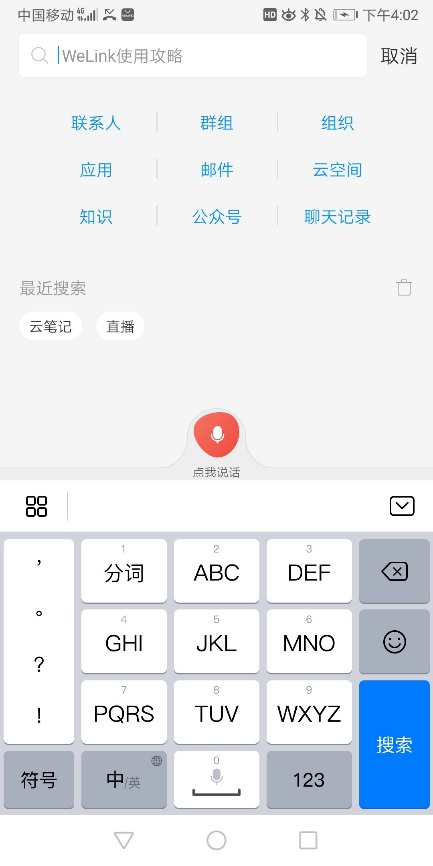 中国移动 4G HD 下午4:02
WeLink使用攻略 取消
联系人 群组 组织
应用 邮件 云空间
知识 公众号 聊天记录
最近搜索
云笔记 直播
点我说话
， 1 分词 2 ABC 3 DEF
。 4 GHI 5 JKL 6 MNO
？ 7 PQRS 8 TUV 9 WXYZ 搜索
！
符号 中/英 0 123